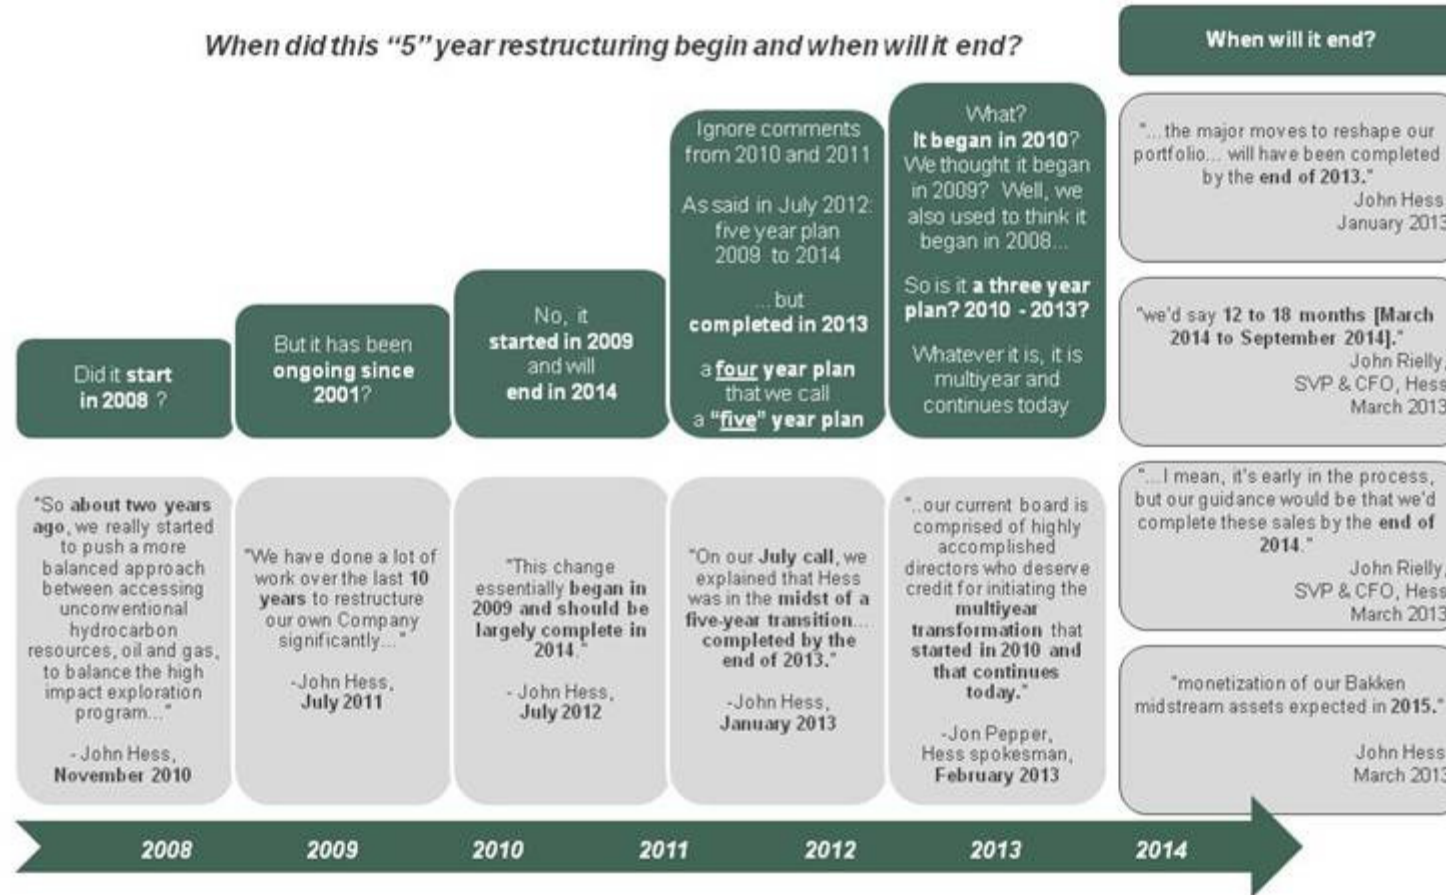 When did this “5” year restructuring begin and when will it end?
Did it start
in 2008 ?
But it has been
ongoing since
2001?
No, it
started in 2009
and will
end in 2014
Ignore comments
from 2010 and 2011
As said in July 2012:
five year plan
2009 to 2014
...but
completed in 2013
a four year plan
that we call
a “five” year plan
What?
It began in 2010?
We thought it began
in 2009? Well, we
also used to think it
began in 2008...
So is it a three year
plan? 2010 - 2013?
Whatever it is, it is
multiyear and
continues today
"So about two years
ago, we really started
to push a more
balanced approach
between accessing
unconventional
hydrocarbon
resources, oil and gas,
to balance the high
impact exploration
program..."
- John Hess,
November 2010
"We have done a lot of
work over the last 10
years to restructure
our own Company
significantly..."
-John Hess,
July 2011
"This change
essentially began in
2009 and should be
largely complete in
2014."
- John Hess,
July 2012
"On our July call, we
explained that Hess
was in the midst of a
five-year transition...
completed by the
end of 2013."
-John Hess,
January 2013
"..our current board is
comprised of highly
accomplished
directors who deserve
credit for initiating the
multiyear
transformation that
started in 2010 and
that continues
today."
-Jon Pepper,
Hess spokesman,
February 2013
When will it end?
"...the major moves to reshape our
portfolio... will have been completed
by the end of 2013."
John Hess
January 2013
"we'd say 12 to 18 months [March
2014 to September 2014]."
John Rielly,
SVP & CFO, Hess
March 2013
"...I mean, it's early in the process,
but our guidance would be that we'd
complete these sales by the end of
2014."
John Rielly,
SVP & CFO, Hess
March 2013
"monetization of our Bakken
midstream assets expected in 2015."
John Hess
March 2013
2008 2009 2010 2011 2012 2013 2014